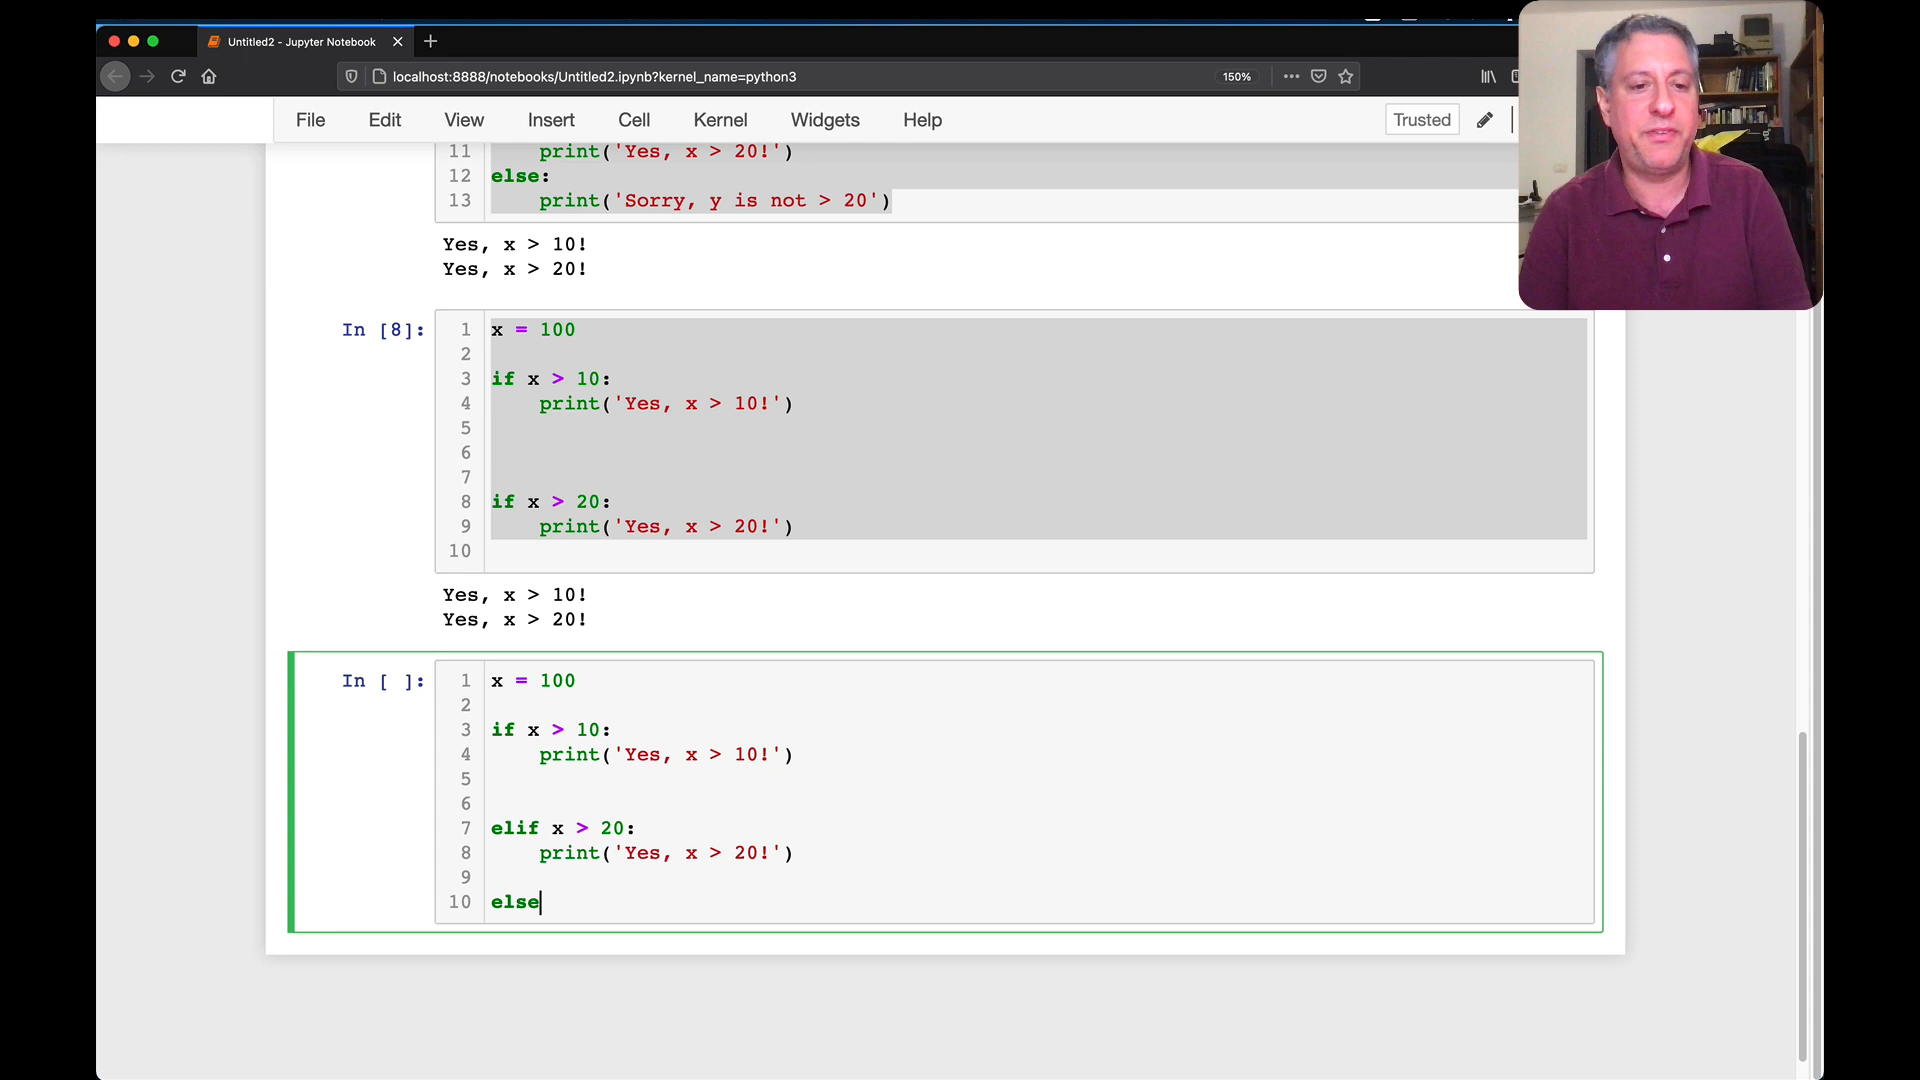 Untitled2 - Jupyter Notebook
localhost:8888/notebooks/Untitled2.ipynb?kernel_name=python3
150%
File Edit View Insert Cell Kernel Widgets Help
Trusted
11 print('Yes, x > 20!')
12 else:
13 print('Sorry, y is not > 20')
Yes, x > 10!
Yes, x > 20!
In [8]:
1 x = 100
2
3 if x > 10:
4 print('Yes, x > 10!')
5
6
7
8 if x > 20:
9 print('Yes, x > 20!')
10
Yes, x > 10!
Yes, x > 20!
In [ ]:
1 x = 100
2
3 if x > 10:
4 print('Yes, x > 10!')
5
6
7 elif x > 20:
8 print('Yes, x > 20!')
9
10 else